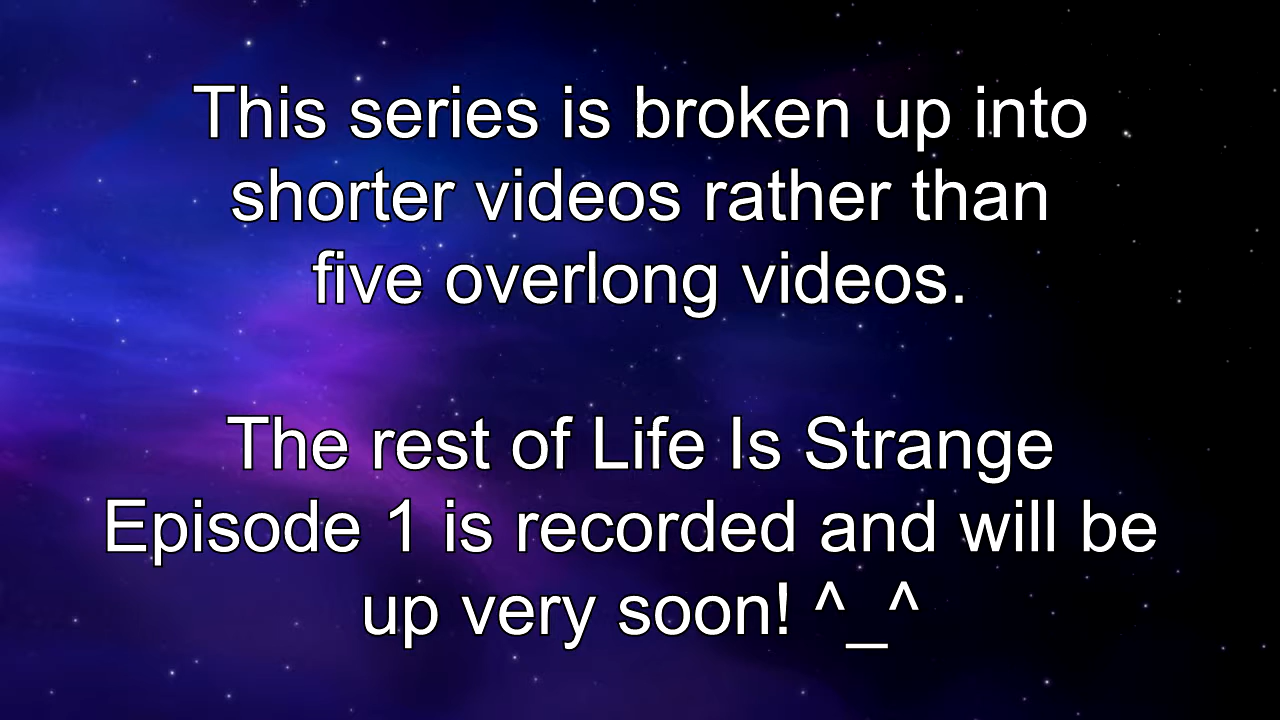 This series is broken up into
shorter videos rather than
five overlong videos.
The rest of Life Is Strange
Episode 1 is recorded and will be
up very soon! ^_^